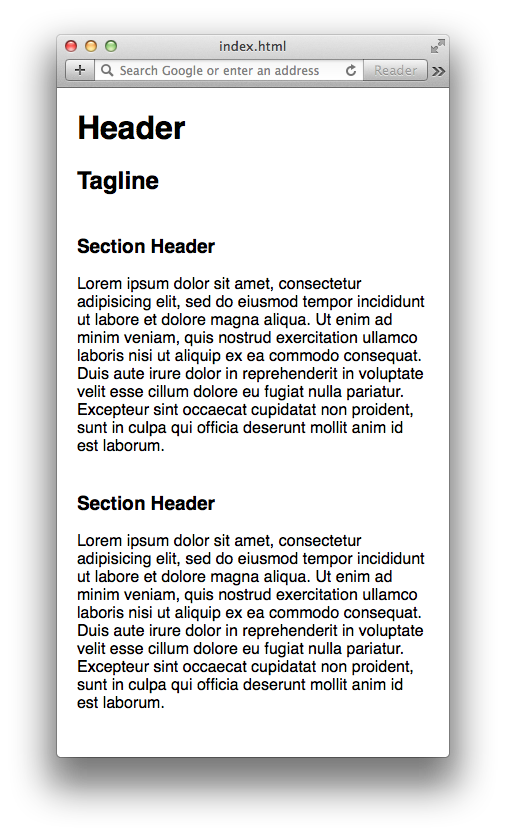 index.html
Search Google or enter an address
Reader
Header
Tagline
Section Header
Lorem ipsum dolor sit amet, consectetur
adipisicing elit, sed do eiusmod tempor incididunt
ut labore et dolore magna aliqua. Ut enim ad
minim veniam, quis nostrud exercitation ullamco
laboris nisi ut aliquip ex ea commodo consequat.
Duis aute irure dolor in reprehenderit in voluptate
velit esse cillum dolore eu fugiat nulla pariatur.
Excepteur sint occaecat cupidatat non proident,
sunt in culpa qui officia deserunt mollit anim id
est laborum.
Section Header
Lorem ipsum dolor sit amet, consectetur
adipisicing elit, sed do eiusmod tempor incididunt
ut labore et dolore magna aliqua. Ut enim ad
minim veniam, quis nostrud exercitation ullamco
laboris nisi ut aliquip ex ea commodo consequat.
Duis aute irure dolor in reprehenderit in voluptate
velit esse cillum dolore eu fugiat nulla pariatur.
Excepteur sint occaecat cupidatat non proident,
sunt in culpa qui officia deserunt mollit anim id
est laborum.